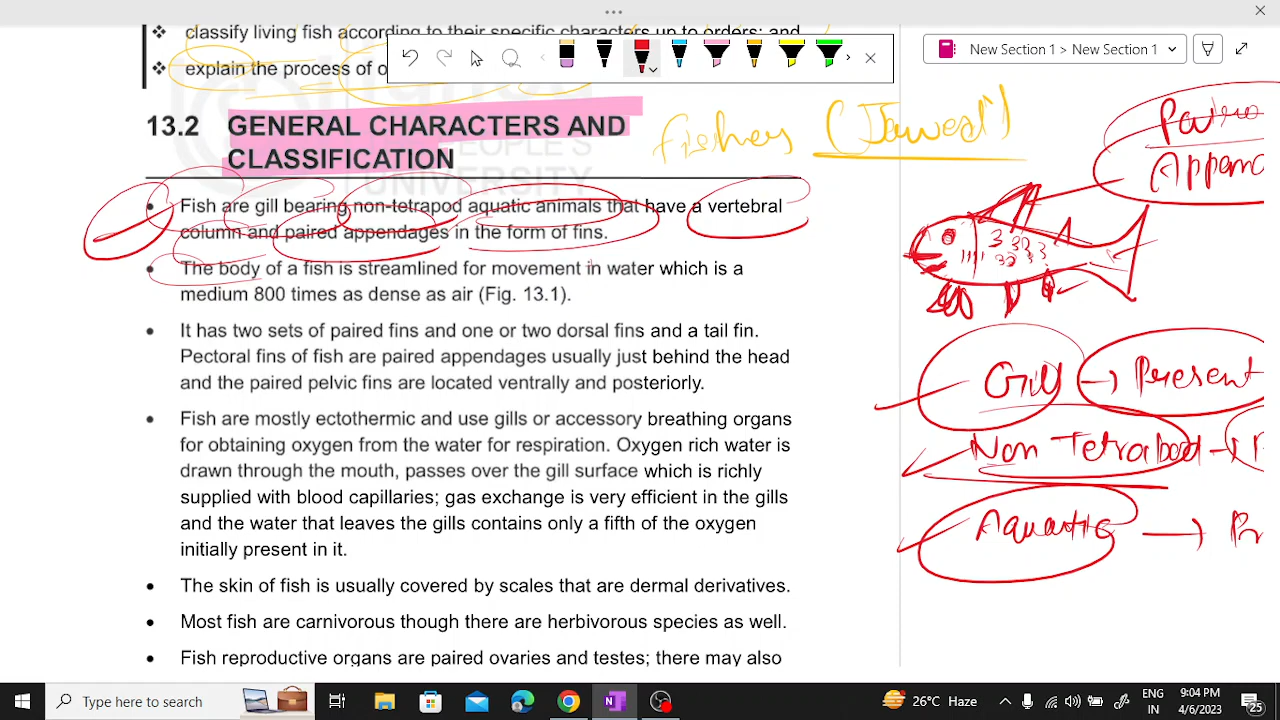 classify living fish according to their specific characters up to orders; and
explain the process of o
New Section 1 > New Section 1
13.2 GENERAL CHARACTERS AND
CLASSIFICATION
PEOPLE'S
UNIVERSITY
Fishes (Jawed)
Fish are gill bearing non-tetrapod aquatic animals that have a vertebral
column and paired appendages in the form of fins.
The body of a fish is streamlined for movement in water which is a
medium 800 times as dense as air (Fig. 13.1).
It has two sets of paired fins and one or two dorsal fins and a tail fin.
Pectoral fins of fish are paired appendages usually just behind the head
and the paired pelvic fins are located ventrally and posteriorly.
Fish are mostly ectothermic and use gills or accessory breathing organs
for obtaining oxygen from the water for respiration. Oxygen rich water is
drawn through the mouth, passes over the gill surface which is richly
supplied with blood capillaries; gas exchange is very efficient in the gills
and the water that leaves the gills contains only a fifth of the oxygen
initially present in it.
The skin of fish is usually covered by scales that are dermal derivatives.
Most fish are carnivorous though there are herbivorous species as well.
Fish reproductive organs are paired ovaries and testes; there may also
Gill → Present
Non Tetrabod →
Aquatic →
Type here to search
26°C Haze
ENG
IN
9:04 PM
4/6/2023
25